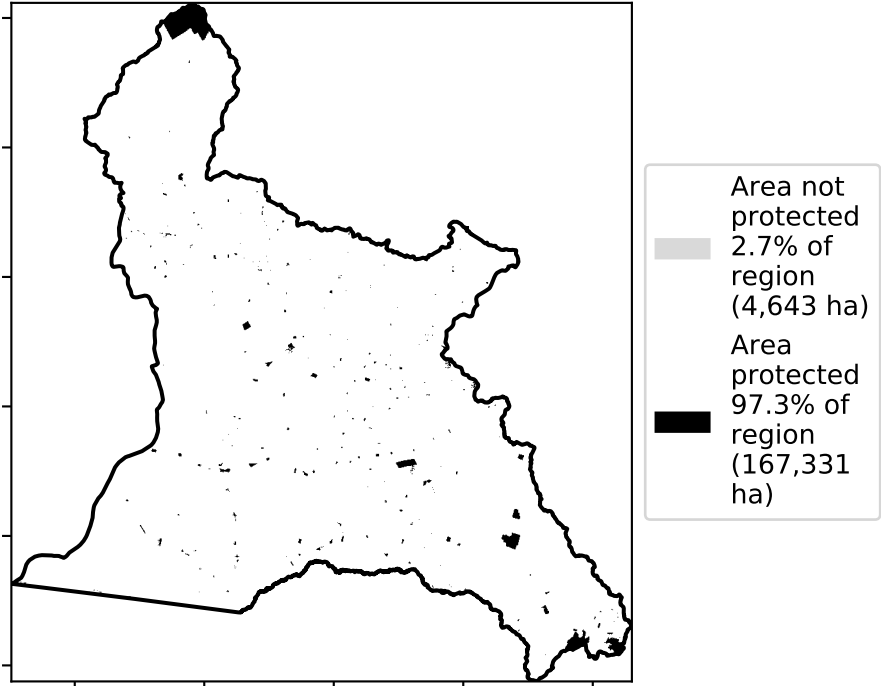 Area not
protected
2.7% of
region
(4,643 ha)
Area
protected
97.3% of
region
(167,331
ha)